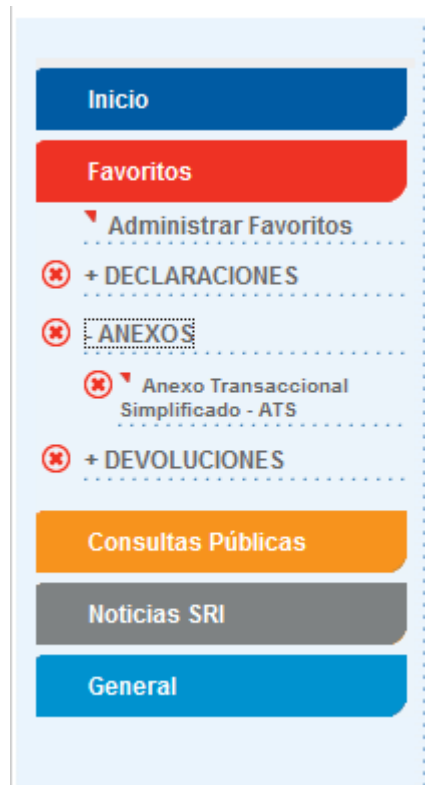 Inicio
Favoritos
Administrar Favoritos
+ DECLARACIONES
- ANEXOS
Anexo Transaccional
Simplificado - ATS
+ DEVOLUCIONES
Consultas Públicas
Noticias SRI
General